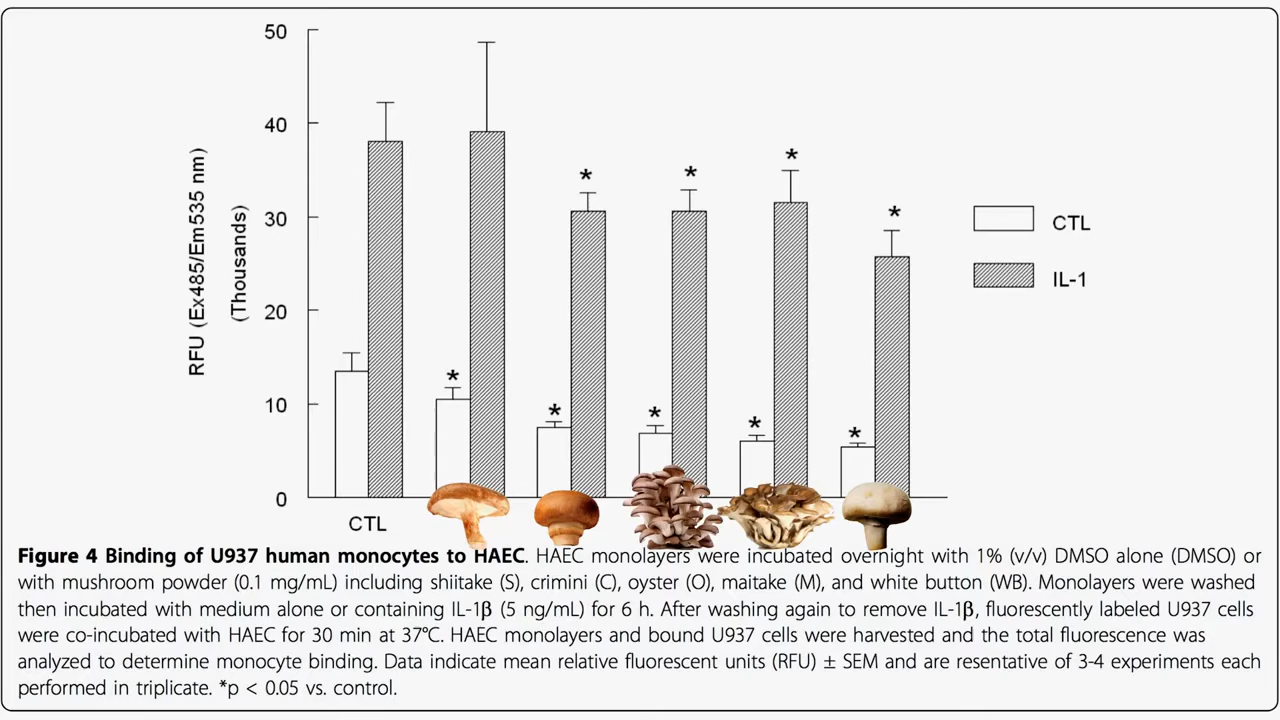 50
40
30
20
10
0
RFU (Ex485/Em535 nm)
(Thousands)
*
*
*
*
*
*
*
*
*
CTL
IL-1
CTL
Figure 4 Binding of U937 human monocytes to HAEC. HAEC monolayers were incubated overnight with 1% (v/v) DMSO alone (DMSO) or
with mushroom powder (0.1 mg/mL) including shiitake (S), crimini (C), oyster (O), maitake (M), and white button (WB). Monolayers were washed
then incubated with medium alone or containing IL-1β (5 ng/mL) for 6 h. After washing again to remove IL-1β, fluorescently labeled U937 cells
were co-incubated with HAEC for 30 min at 37°C. HAEC monolayers and bound U937 cells were harvested and the total fluorescence was
analyzed to determine monocyte binding. Data indicate mean relative fluorescent units (RFU) ± SEM and are resentative of 3-4 experiments each
performed in triplicate. *p < 0.05 vs. control.